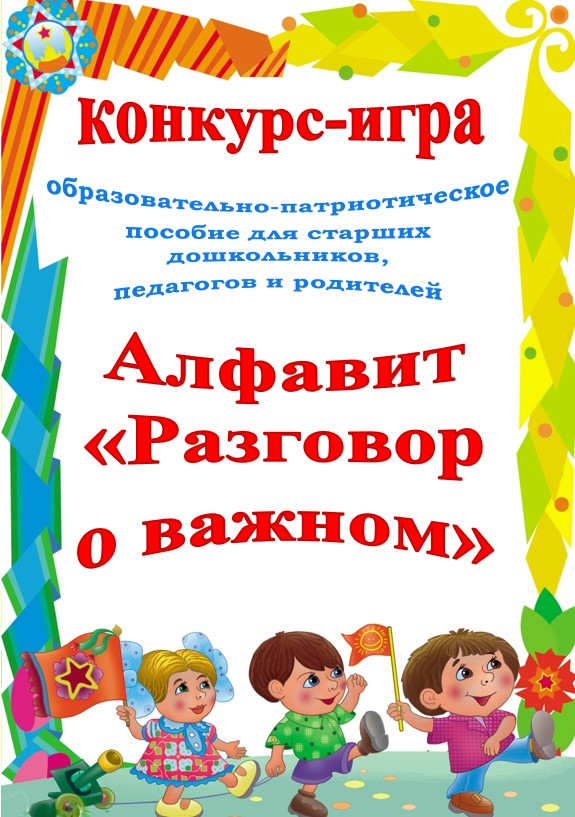 конкурс-игра
образовательно-патриотическое
пособие для старших
дошкольников,
педагогов и родителей
Алфавит
«Разговор
о важном»